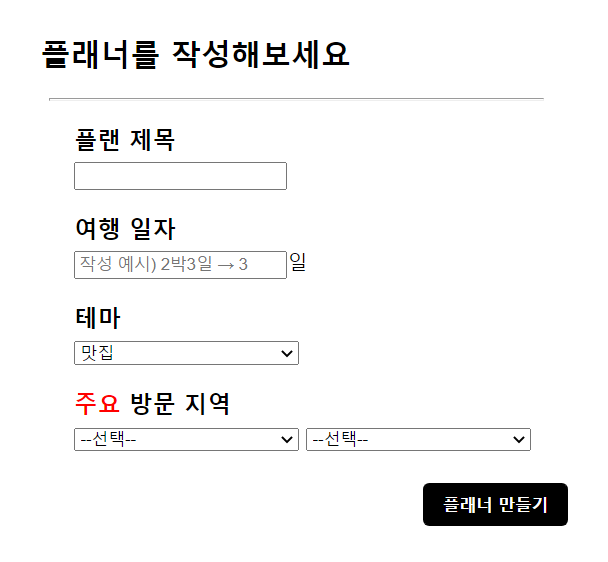 플래너를 작성해보세요
플랜 제목
여행 일자
작성 예시) 2박3일 → 3 일
테마
맛집
주요 방문 지역
--선택-- --선택--
플래너 만들기